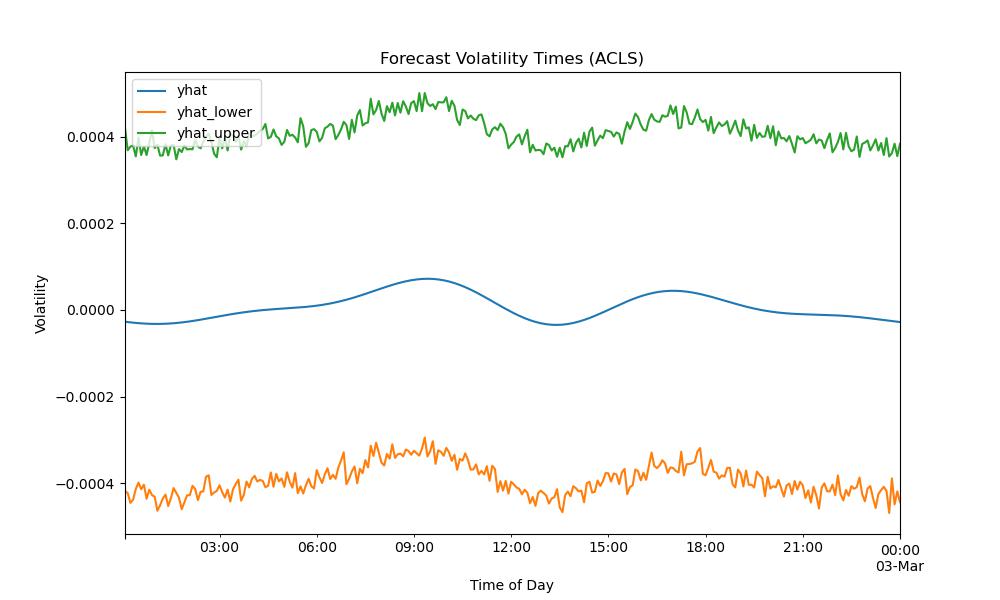 Forecast Volatility Times (ACLS)
yhat
yhat_lower
yhat_upper
0.0004
0.0002
0.0000
−0.0002
−0.0004
Volatility
03:00
06:00
09:00
12:00
15:00
18:00
21:00
00:00
03-Mar
Time of Day